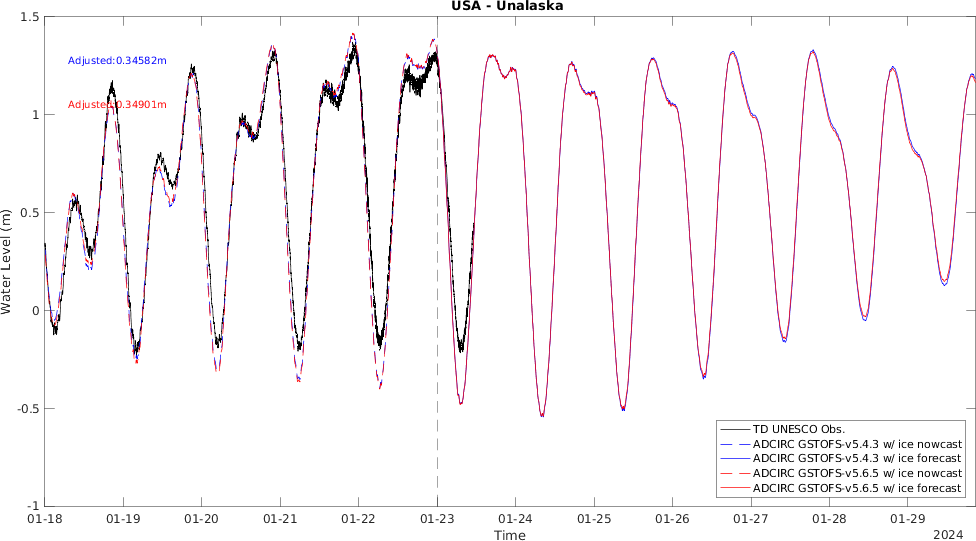 USA - Unalaska
1.5
Adjusted:0.34582m
Adjusted:0.34901m
1
0.5
0
-0.5
-1
Water Level (m)
TD UNESCO Obs.
ADCIRC GSTOFS-v5.4.3 w/ ice nowcast
ADCIRC GSTOFS-v5.4.3 w/ ice forecast
ADCIRC GSTOFS-v5.6.5 w/ ice nowcast
ADCIRC GSTOFS-v5.6.5 w/ ice forecast
01-18 01-19 01-20 01-21 01-22 01-23 01-24 01-25 01-26 01-27 01-28 01-29
Time
2024